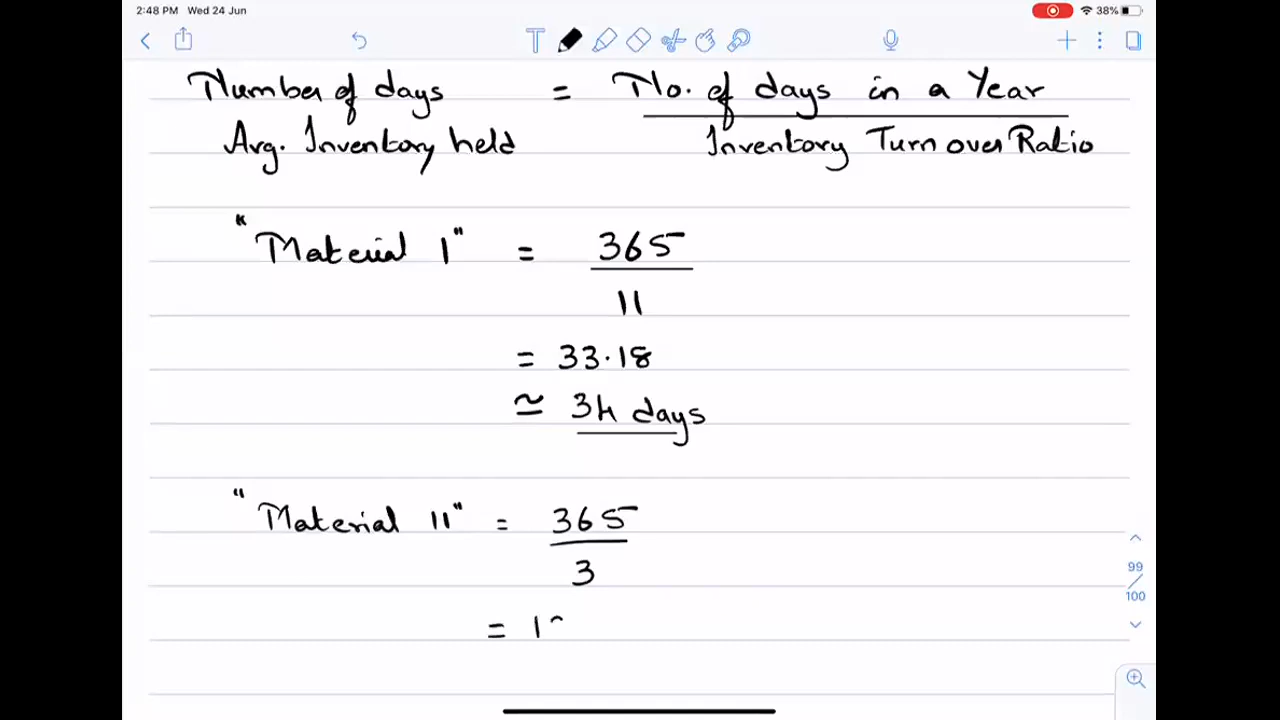 2:48 PM Wed 24 Jun 38%
Number of days = No. of days in a Year
Avg. Inventory held Inventory Turn over Ratio
"Material I" = 365
11
= 33.18
≃ 34 days
"Material II" = 365
3
= 1
99
100